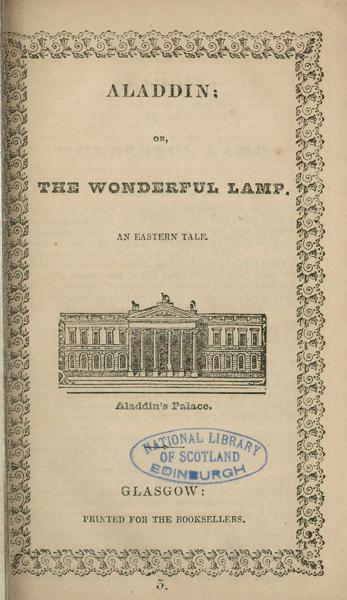 ALADDIN;
OR,
THE WONDERFUL LAMP.
AN EASTERN TALE.
Aladdin's Palace.
NATIONAL LIBRARY
OF SCOTLAND
EDINBURGH
GLASGOW:
PRINTED FOR THE BOOKSELLERS.
5.